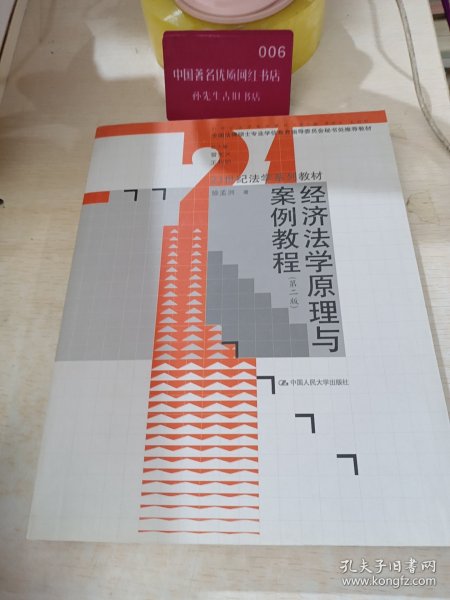 006
中国著名优质网红书店
孙先生古旧书店
全国法律硕士专业学位教育指导委员会秘书处推荐教材
21世纪法学系列教材
徐孟洲 著
经济法学原理与
案例教程
(第二版)
中国人民大学出版社
孔夫子旧书网
www.kongfz.com